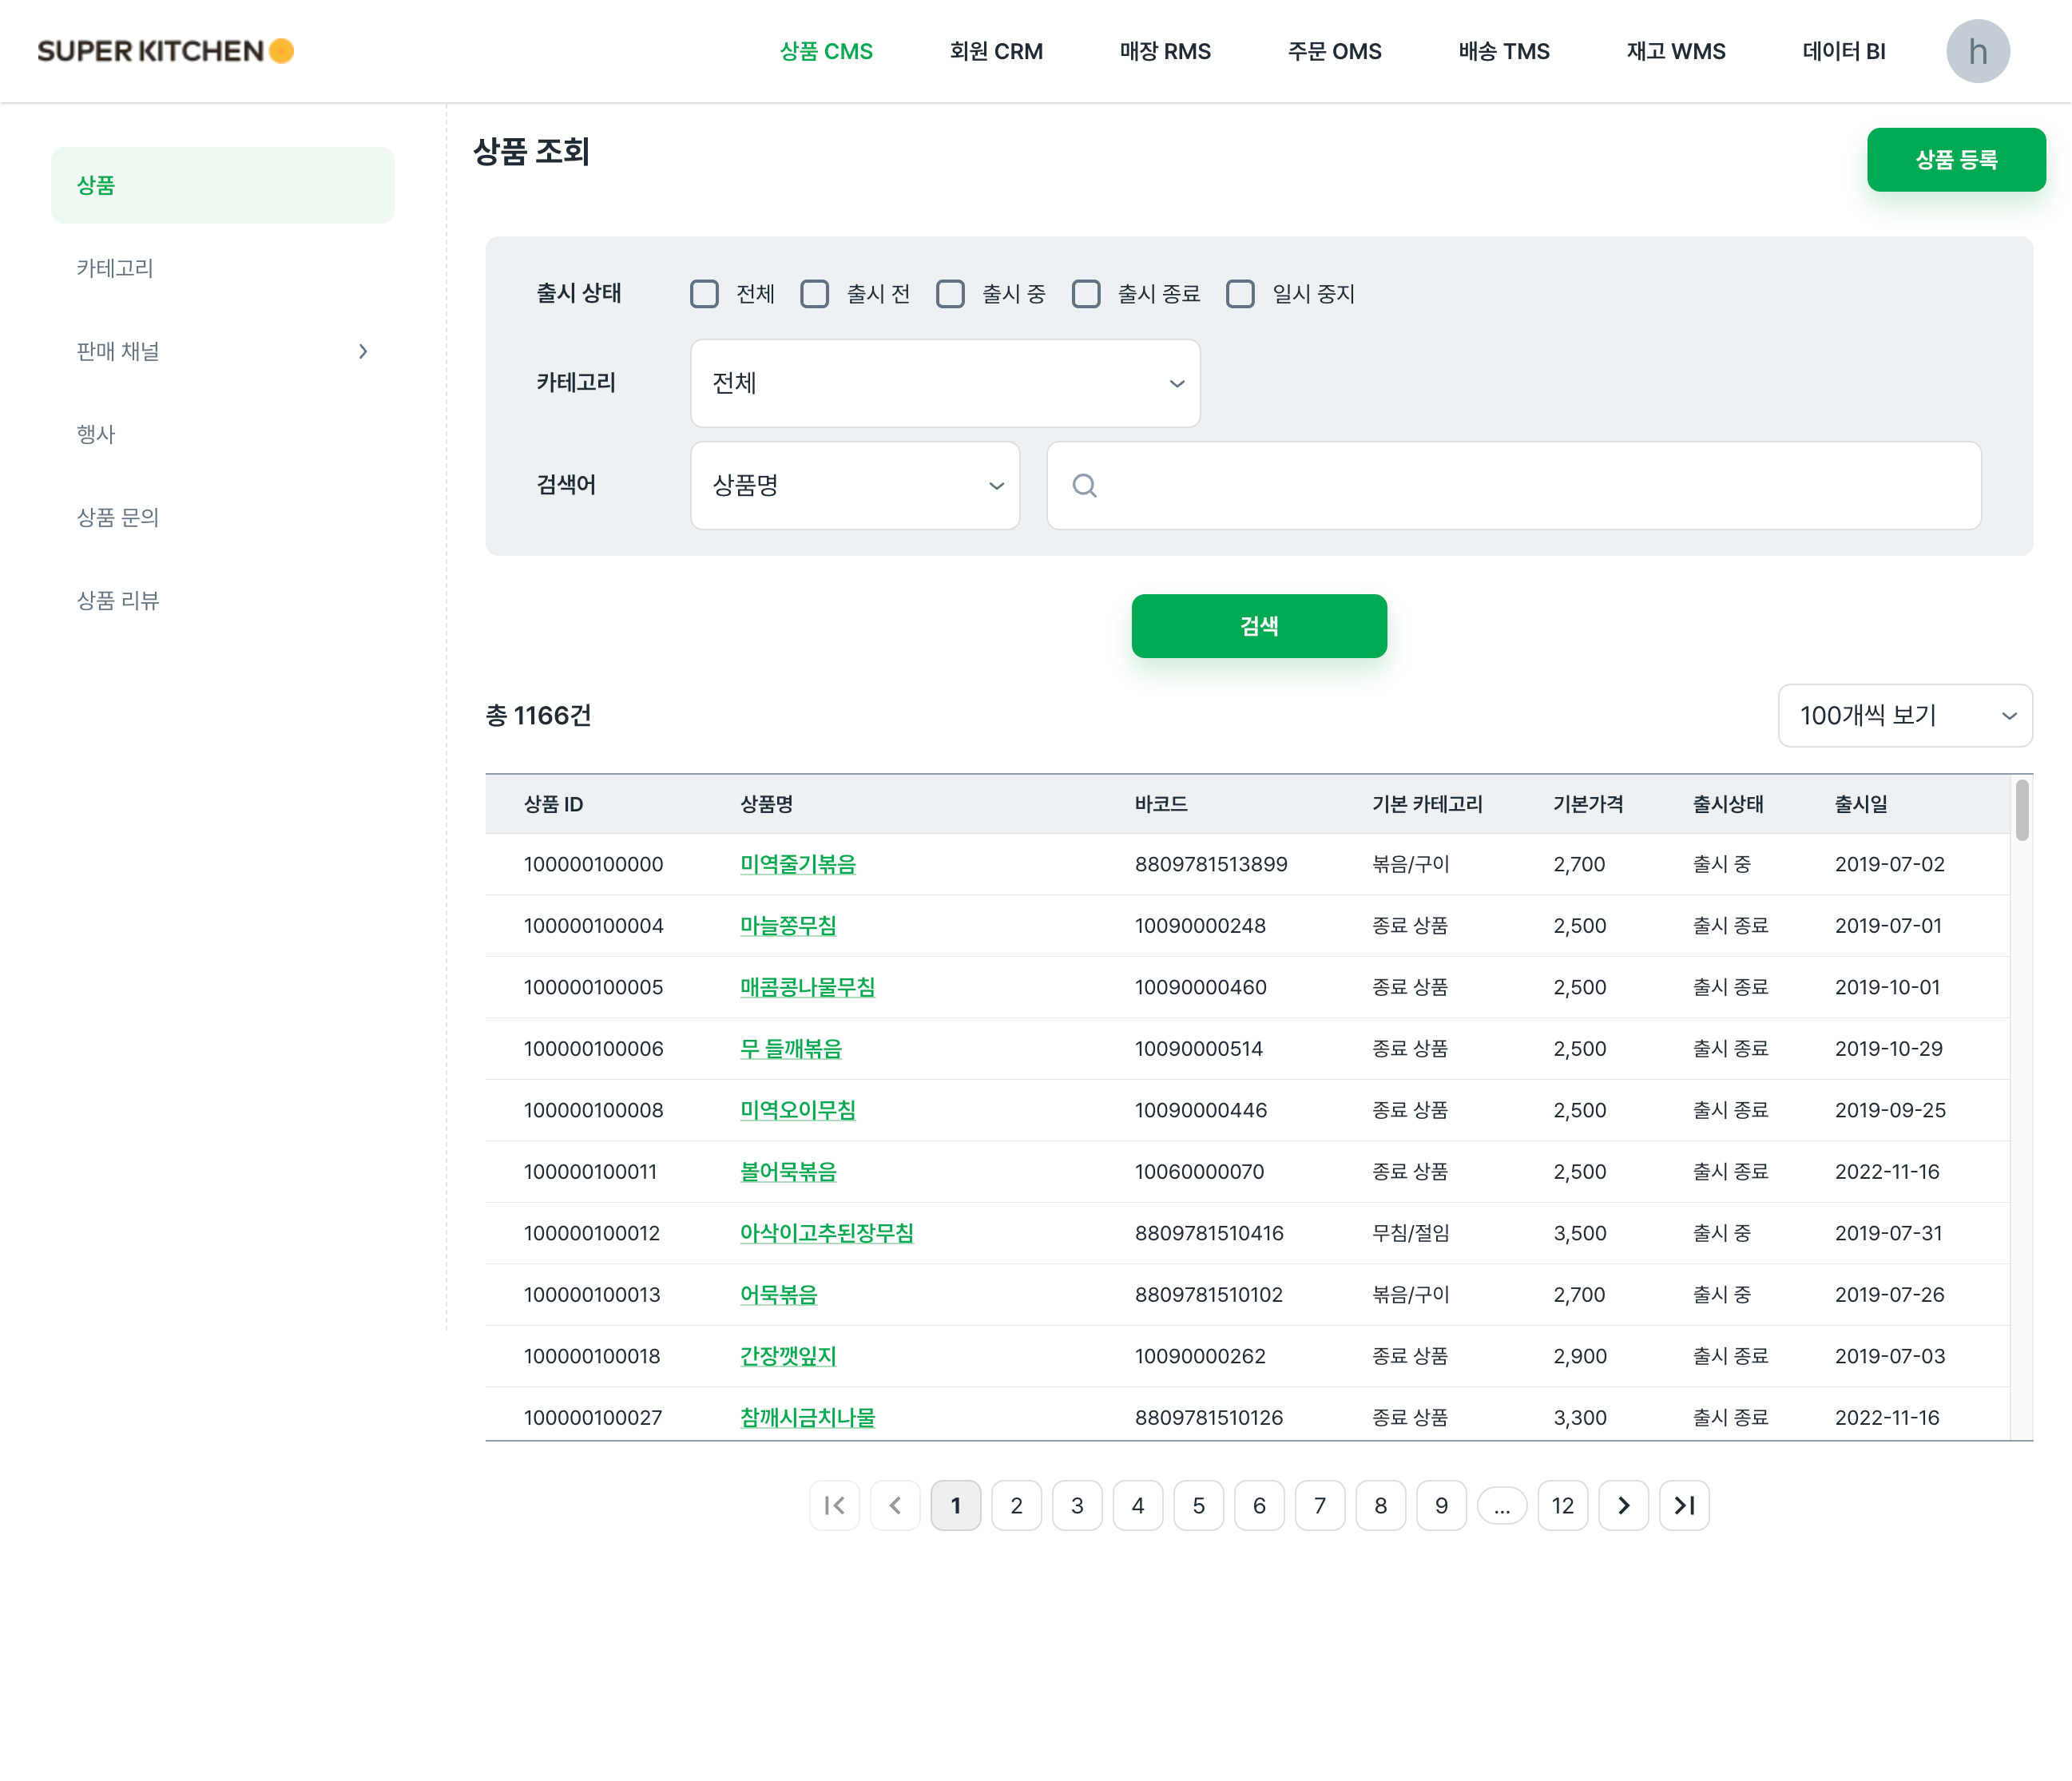 SUPER KITCHEN
상품 CMS 회원 CRM 매장 RMS 주문 OMS 배송 TMS 재고 WMS 데이터 BI h
상품
카테고리
판매 채널
행사
상품 문의
상품 리뷰
상품 조회
상품 등록
출시 상태 전체 출시 전 출시 중 출시 종료 일시 중지
카테고리 전체
검색어 상품명
검색
총 1166건 100개씩 보기
상품 ID 상품명 바코드 기본 카테고리 기본가격 출시상태 출시일
100000100000 미역줄기볶음 8809781513899 볶음/구이 2,700 출시 중 2019-07-02
100000100004 마늘쫑무침 10090000248 종료 상품 2,500 출시 종료 2019-07-01
100000100005 매콤콩나물무침 10090000460 종료 상품 2,500 출시 종료 2019-10-01
100000100006 무 들깨볶음 10090000514 종료 상품 2,500 출시 종료 2019-10-29
100000100008 미역오이무침 10090000446 종료 상품 2,500 출시 종료 2019-09-25
100000100011 볼어묵볶음 10060000070 종료 상품 2,500 출시 종료 2022-11-16
100000100012 아삭이고추된장무침 8809781510416 무침/절임 3,500 출시 중 2019-07-31
100000100013 어묵볶음 8809781510102 볶음/구이 2,700 출시 중 2019-07-26
100000100018 간장깻잎지 10090000262 종료 상품 2,900 출시 종료 2019-07-03
100000100027 참깨시금치나물 8809781510126 종료 상품 3,300 출시 종료 2022-11-16
1 2 3 4 5 6 7 8 9 ... 12